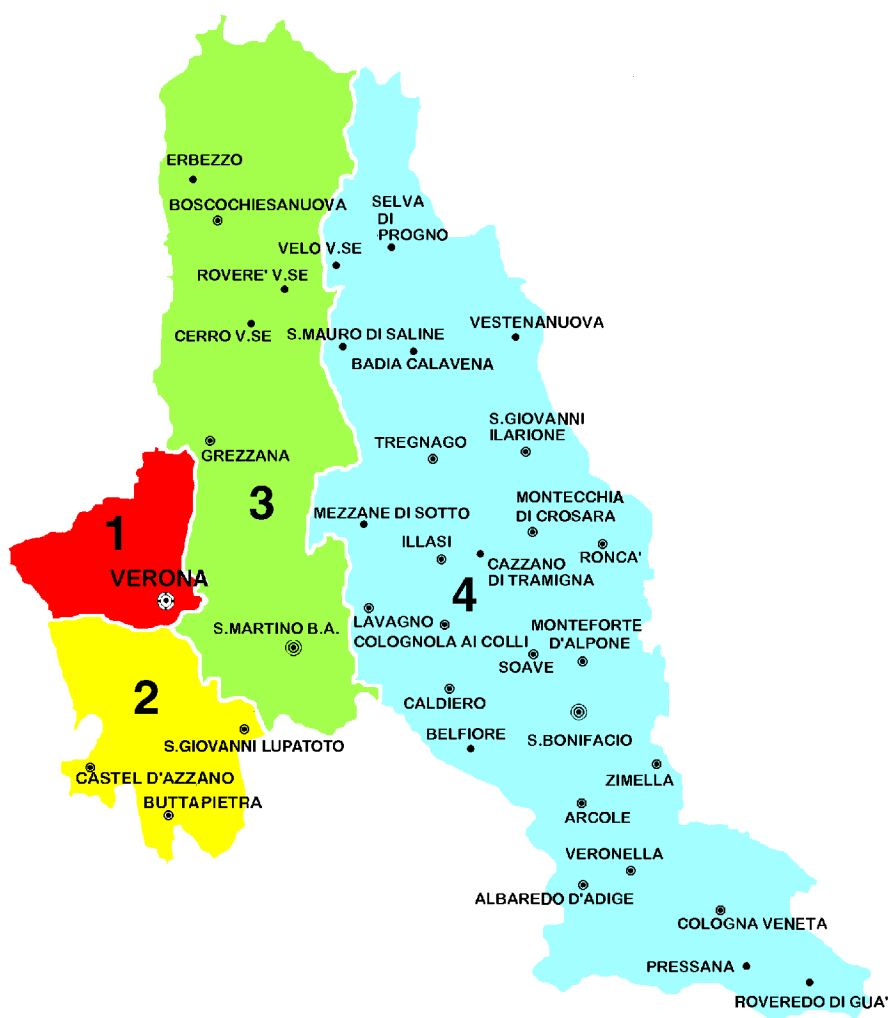 ERBEZZO
BOSCOCHIESANUOVA
SELVA
DI
PROGNO
VELO V.SE
ROVERE' V.SE
CERRO V.SE
S.MAURO DI SALINE
VESTENANUOVA
BADIA CALAVENA
S.GIOVANNI
ILARIONE
TREGNAGO
GREZZANA
3
MEZZANE DI SOTTO
MONTECCHIA
DI CROSARA
1
ILLASI
RONCA'
CAZZANO
DI TRAMIGNA
VERONA
4
LAVAGNO
S.MARTINO B.A.
COLOGNOLA AI COLLI
MONTEFORTE
D'ALPONE
SOAVE
2
CALDIERO
BELFIORE
S.BONIFACIO
S.GIOVANNI LUPATOTO
CASTEL D'AZZANO
ZIMELLA
BUTTAPIETRA
ARCOLE
VERONELLA
ALBAREDO D'ADIGE
COLOGNA VENETA
PRESSANA
ROVEREDO DI GUA'